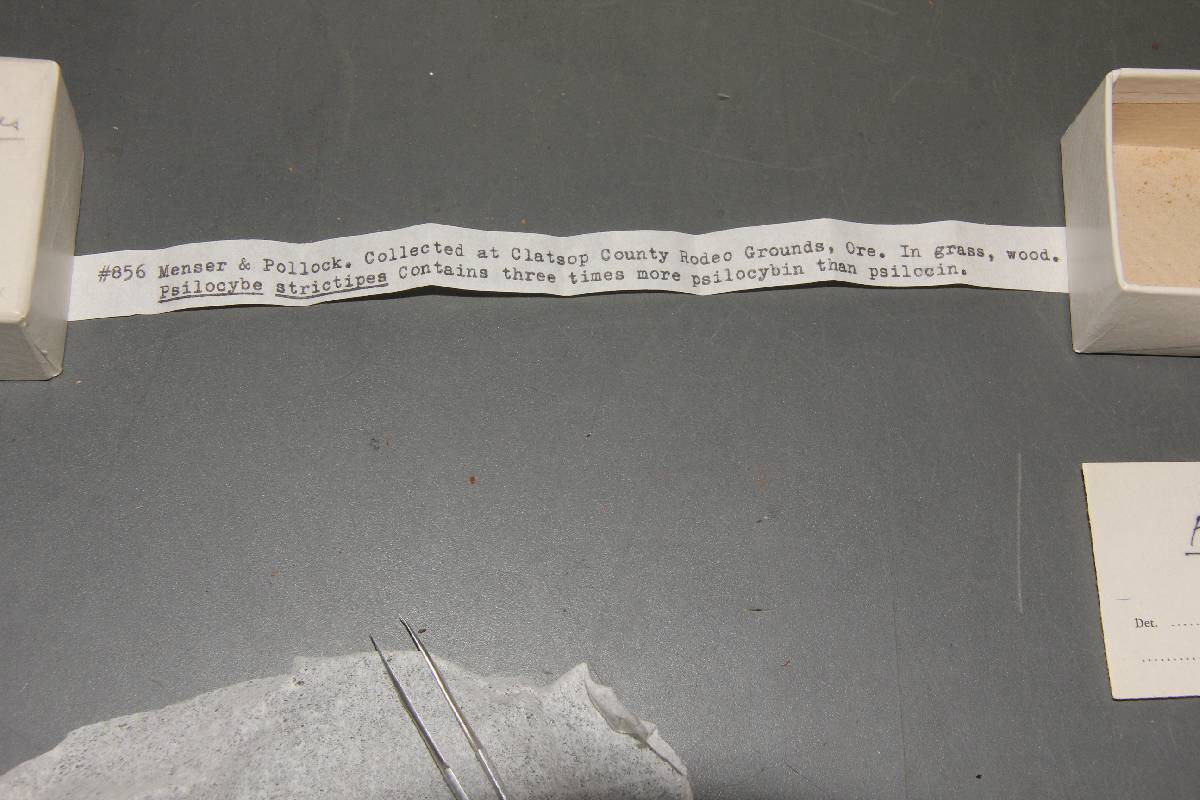 #856 Menser & Pollock. Collected at Clatsop County Rodeo Grounds, Ore. In grass, wood.
Psilocybe strictipes Contains three times more psilocybin than psilocin.
Det. .....